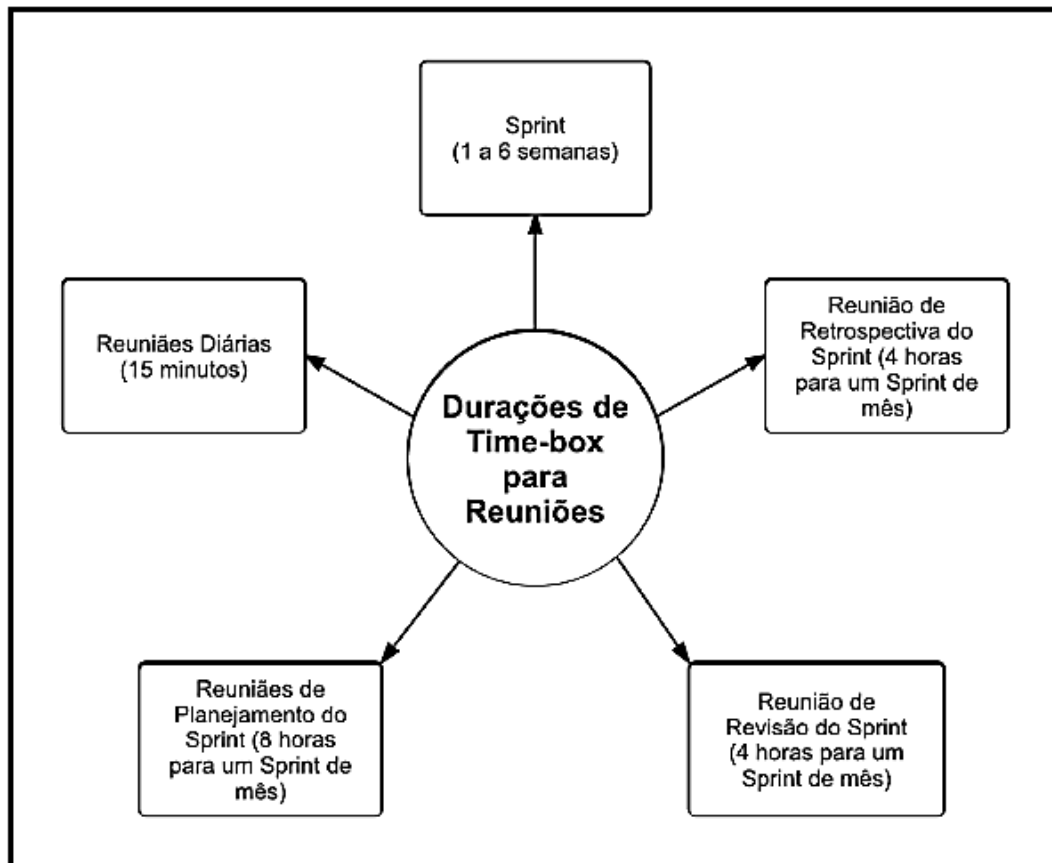 Sprint
(1 a 6 semanas)
Reuniães Diárias
(15 minutos)
Reunião de
Retrospectiva do
Sprint (4 horas
para um Sprint de
mês)
Durações de
Time-box
para
Reuniões
Reuniães de
Planejamento do
Sprint (8 horas
para um Sprint de
mês)
Reunião de
Revisão do Sprint
(4 horas para um
Sprint de mês)